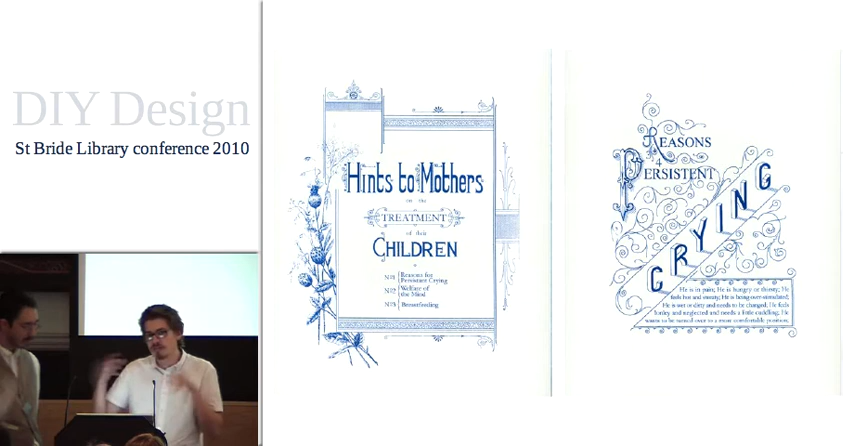 DIY Design
St Bride Library conference 2010
Hints to Mothers
on the
TREATMENT
of their
CHILDREN
No1 Reasons for
Persistent Crying
No2 Welfare of
the Mind
No3 Breastfeeding
REASONS
4
PERSISTENT
CRYING
He is in pain; He is hungry or thirsty; He
feels hot and sweaty; He is being over-stimulated;
He is wet or dirty and needs to be changed; He feels
lonely and neglected and needs a little cuddling; He
wants to be turned over to a more comfortable position.